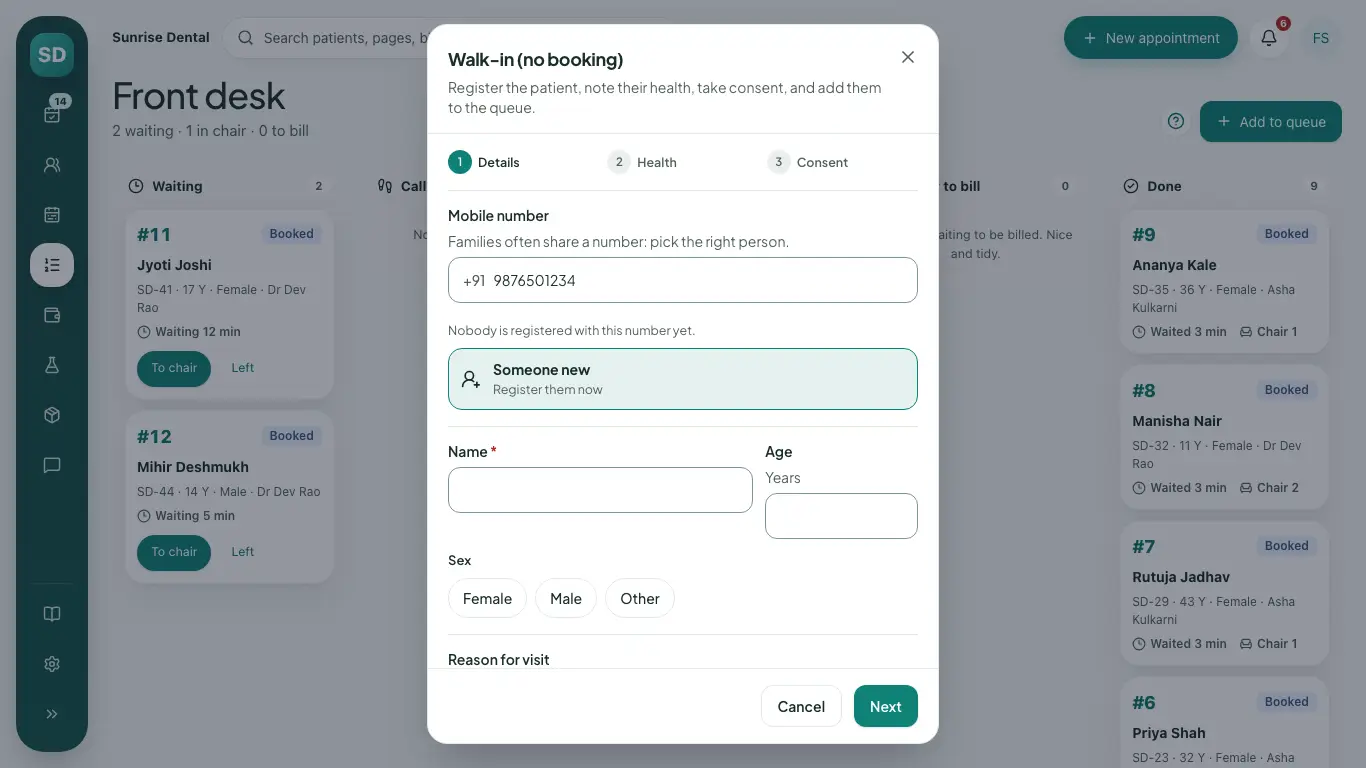 SD
Sunrise Dental
Search patients, pages, b
New appointment
6
FS
14
Front desk
2 waiting · 1 in chair · 0 to bill
Add to queue
Waiting 2
#11 Booked
Jyoti Joshi
SD-41 · 17 Y · Female · Dr Dev
Rao
Waiting 12 min
To chair Left
#12 Booked
Mihir Deshmukh
SD-44 · 14 Y · Male · Dr Dev Rao
Waiting 5 min
To chair Left
Call
No
Walk-in (no booking)
Register the patient, note their health, take consent, and add them
to the queue.
1 Details 2 Health 3 Consent
Mobile number
Families often share a number: pick the right person.
+91 9876501234
Nobody is registered with this number yet.
Someone new
Register them now
Name *
Age
Years
Sex
Female Male Other
Reason for visit
Cancel Next
to bill 0
aiting to be billed. Nice
and tidy.
Done 9
#9 Booked
Ananya Kale
SD-35 · 36 Y · Female · Asha
Kulkarni
Waited 3 min Chair 1
#8 Booked
Manisha Nair
SD-32 · 11 Y · Female · Dr Dev
Rao
Waited 3 min Chair 2
#7 Booked
Rutuja Jadhav
SD-29 · 43 Y · Female · Asha
Kulkarni
Waited 3 min Chair 1
#6 Booked
Priya Shah
SD-23 · 32 Y · Female · Asha